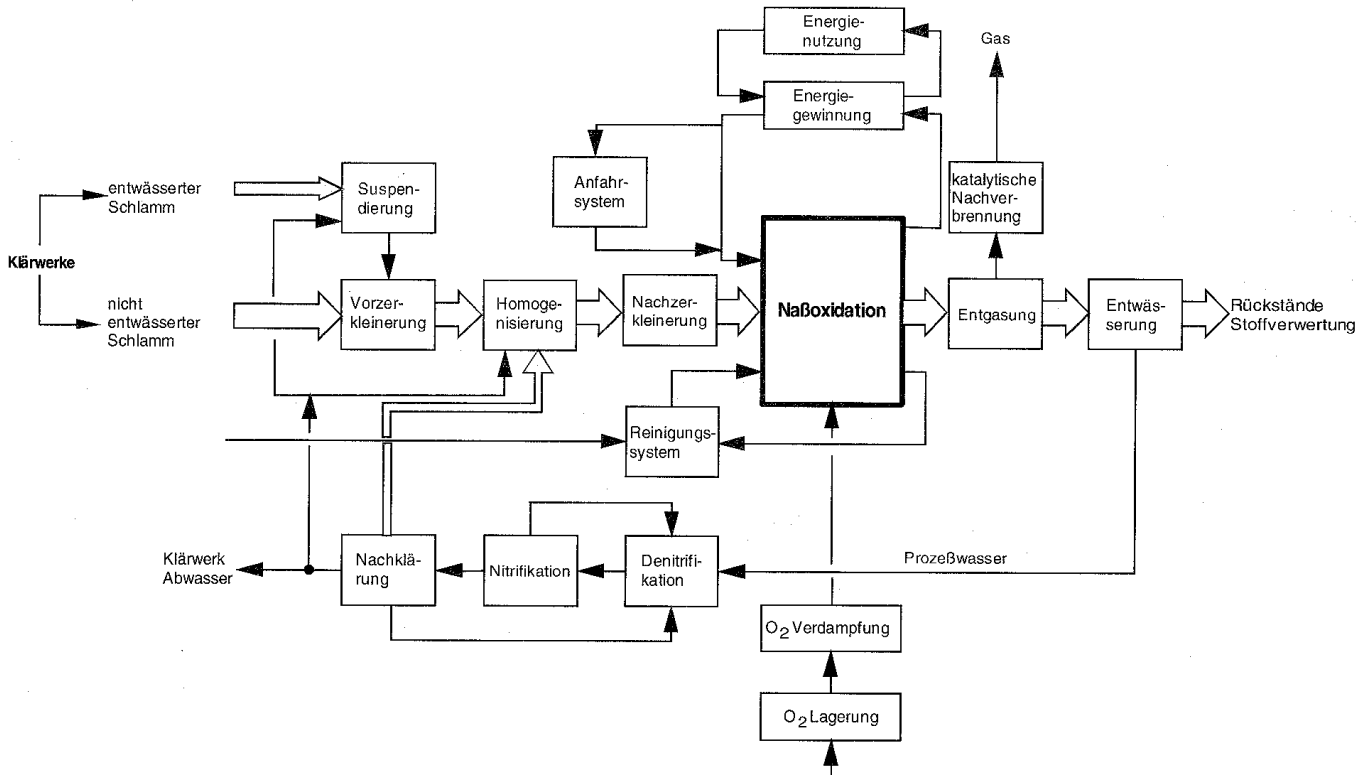 Energie-
nutzung
Gas
Energie-
gewinnung
entwässerter
Schlamm
Suspen-
dierung
Anfahr-
system
katalytische
Nachver-
brennung
Klärwerke
nicht
entwässerter
Schlamm
Vorzer-
kleinerung
Homoge-
nisierung
Nachzer-
kleinerung
Naßoxidation
Entgasung
Entwäs-
serung
Rückstände
Stoffverwertung
Reinigungs-
system
Klärwerk
Abwasser
Nachklä-
rung
Nitrifikation
Denitrifi-
kation
Prozeßwasser
O2 Verdampfung
O2 Lagerung